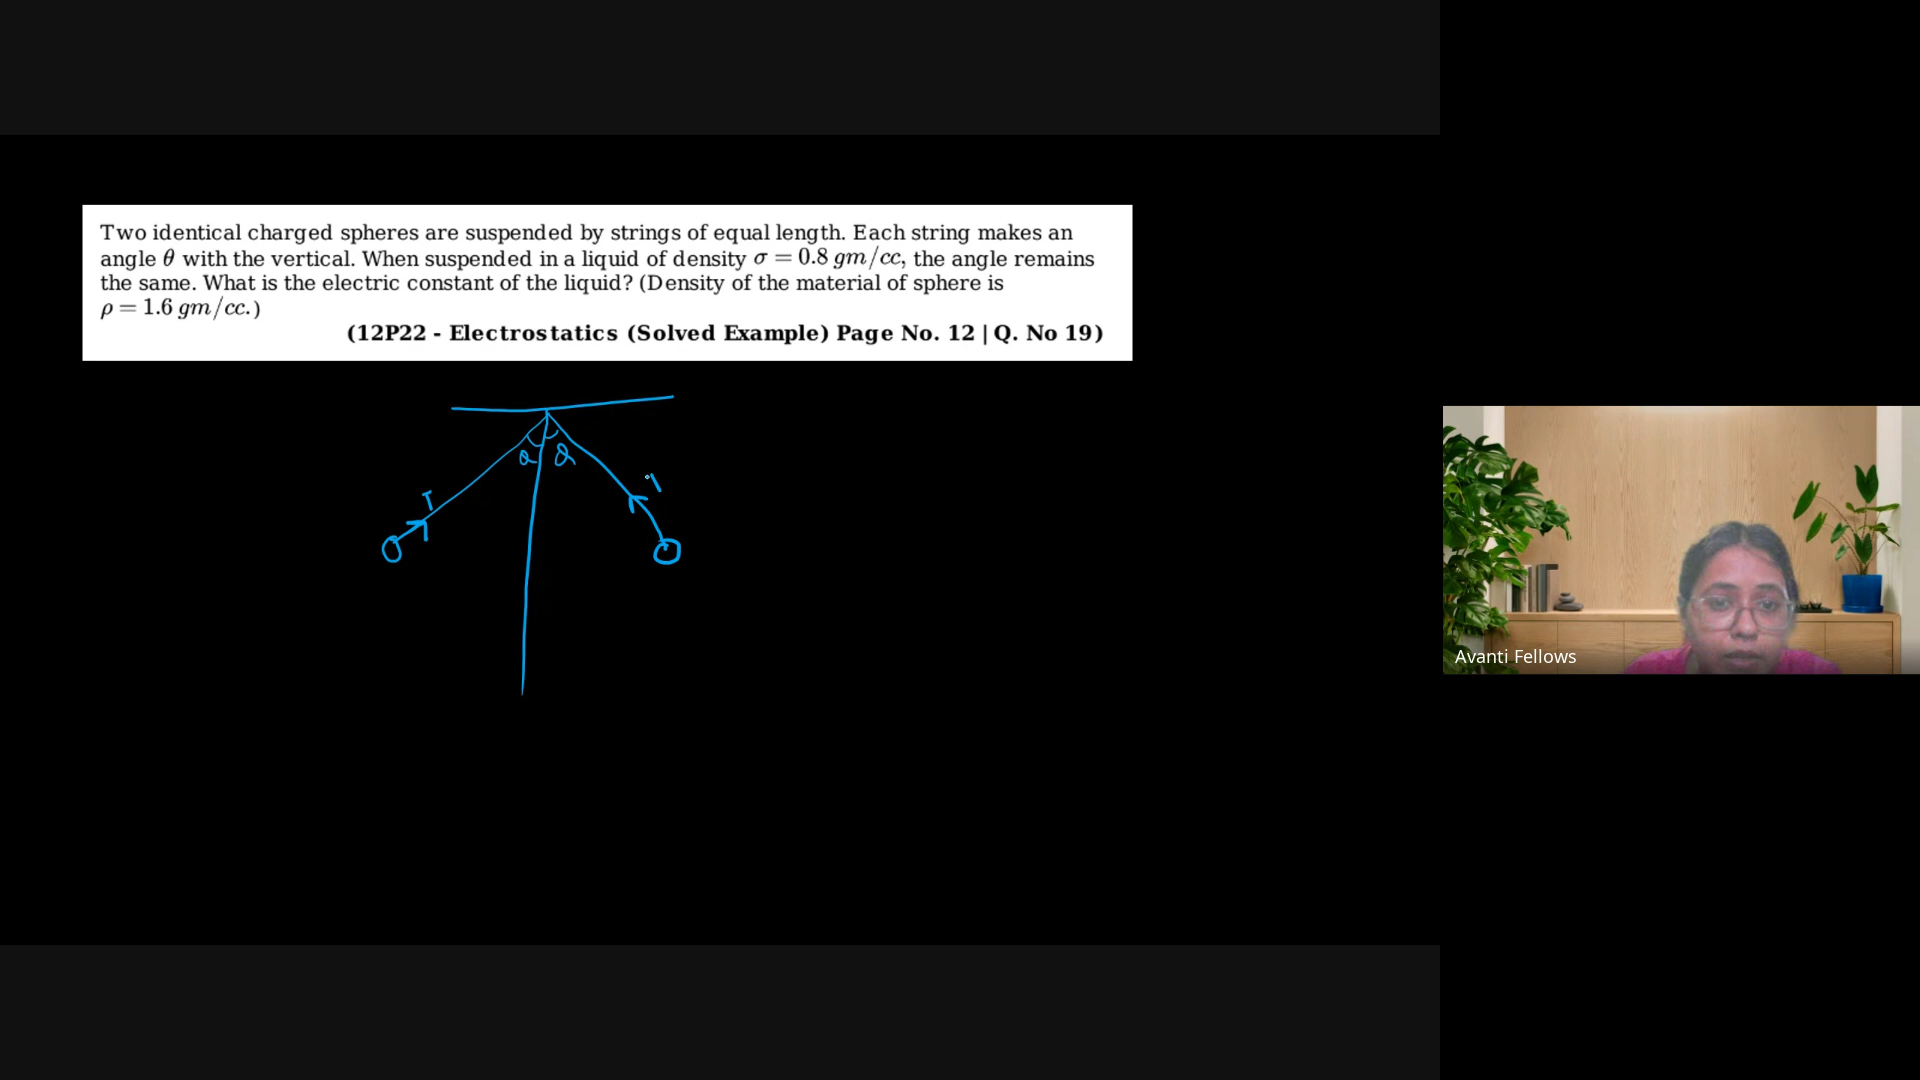 Two identical charged spheres are suspended by strings of equal length. Each string makes an
angle θ with the vertical. When suspended in a liquid of density σ = 0.8 gm/cc, the angle remains
the same. What is the electric constant of the liquid? (Density of the material of sphere is
ρ = 1.6 gm/cc.)
(12P22 - Electrostatics (Solved Example) Page No. 12 | Q. No 19)
θ θ
T
Avanti Fellows